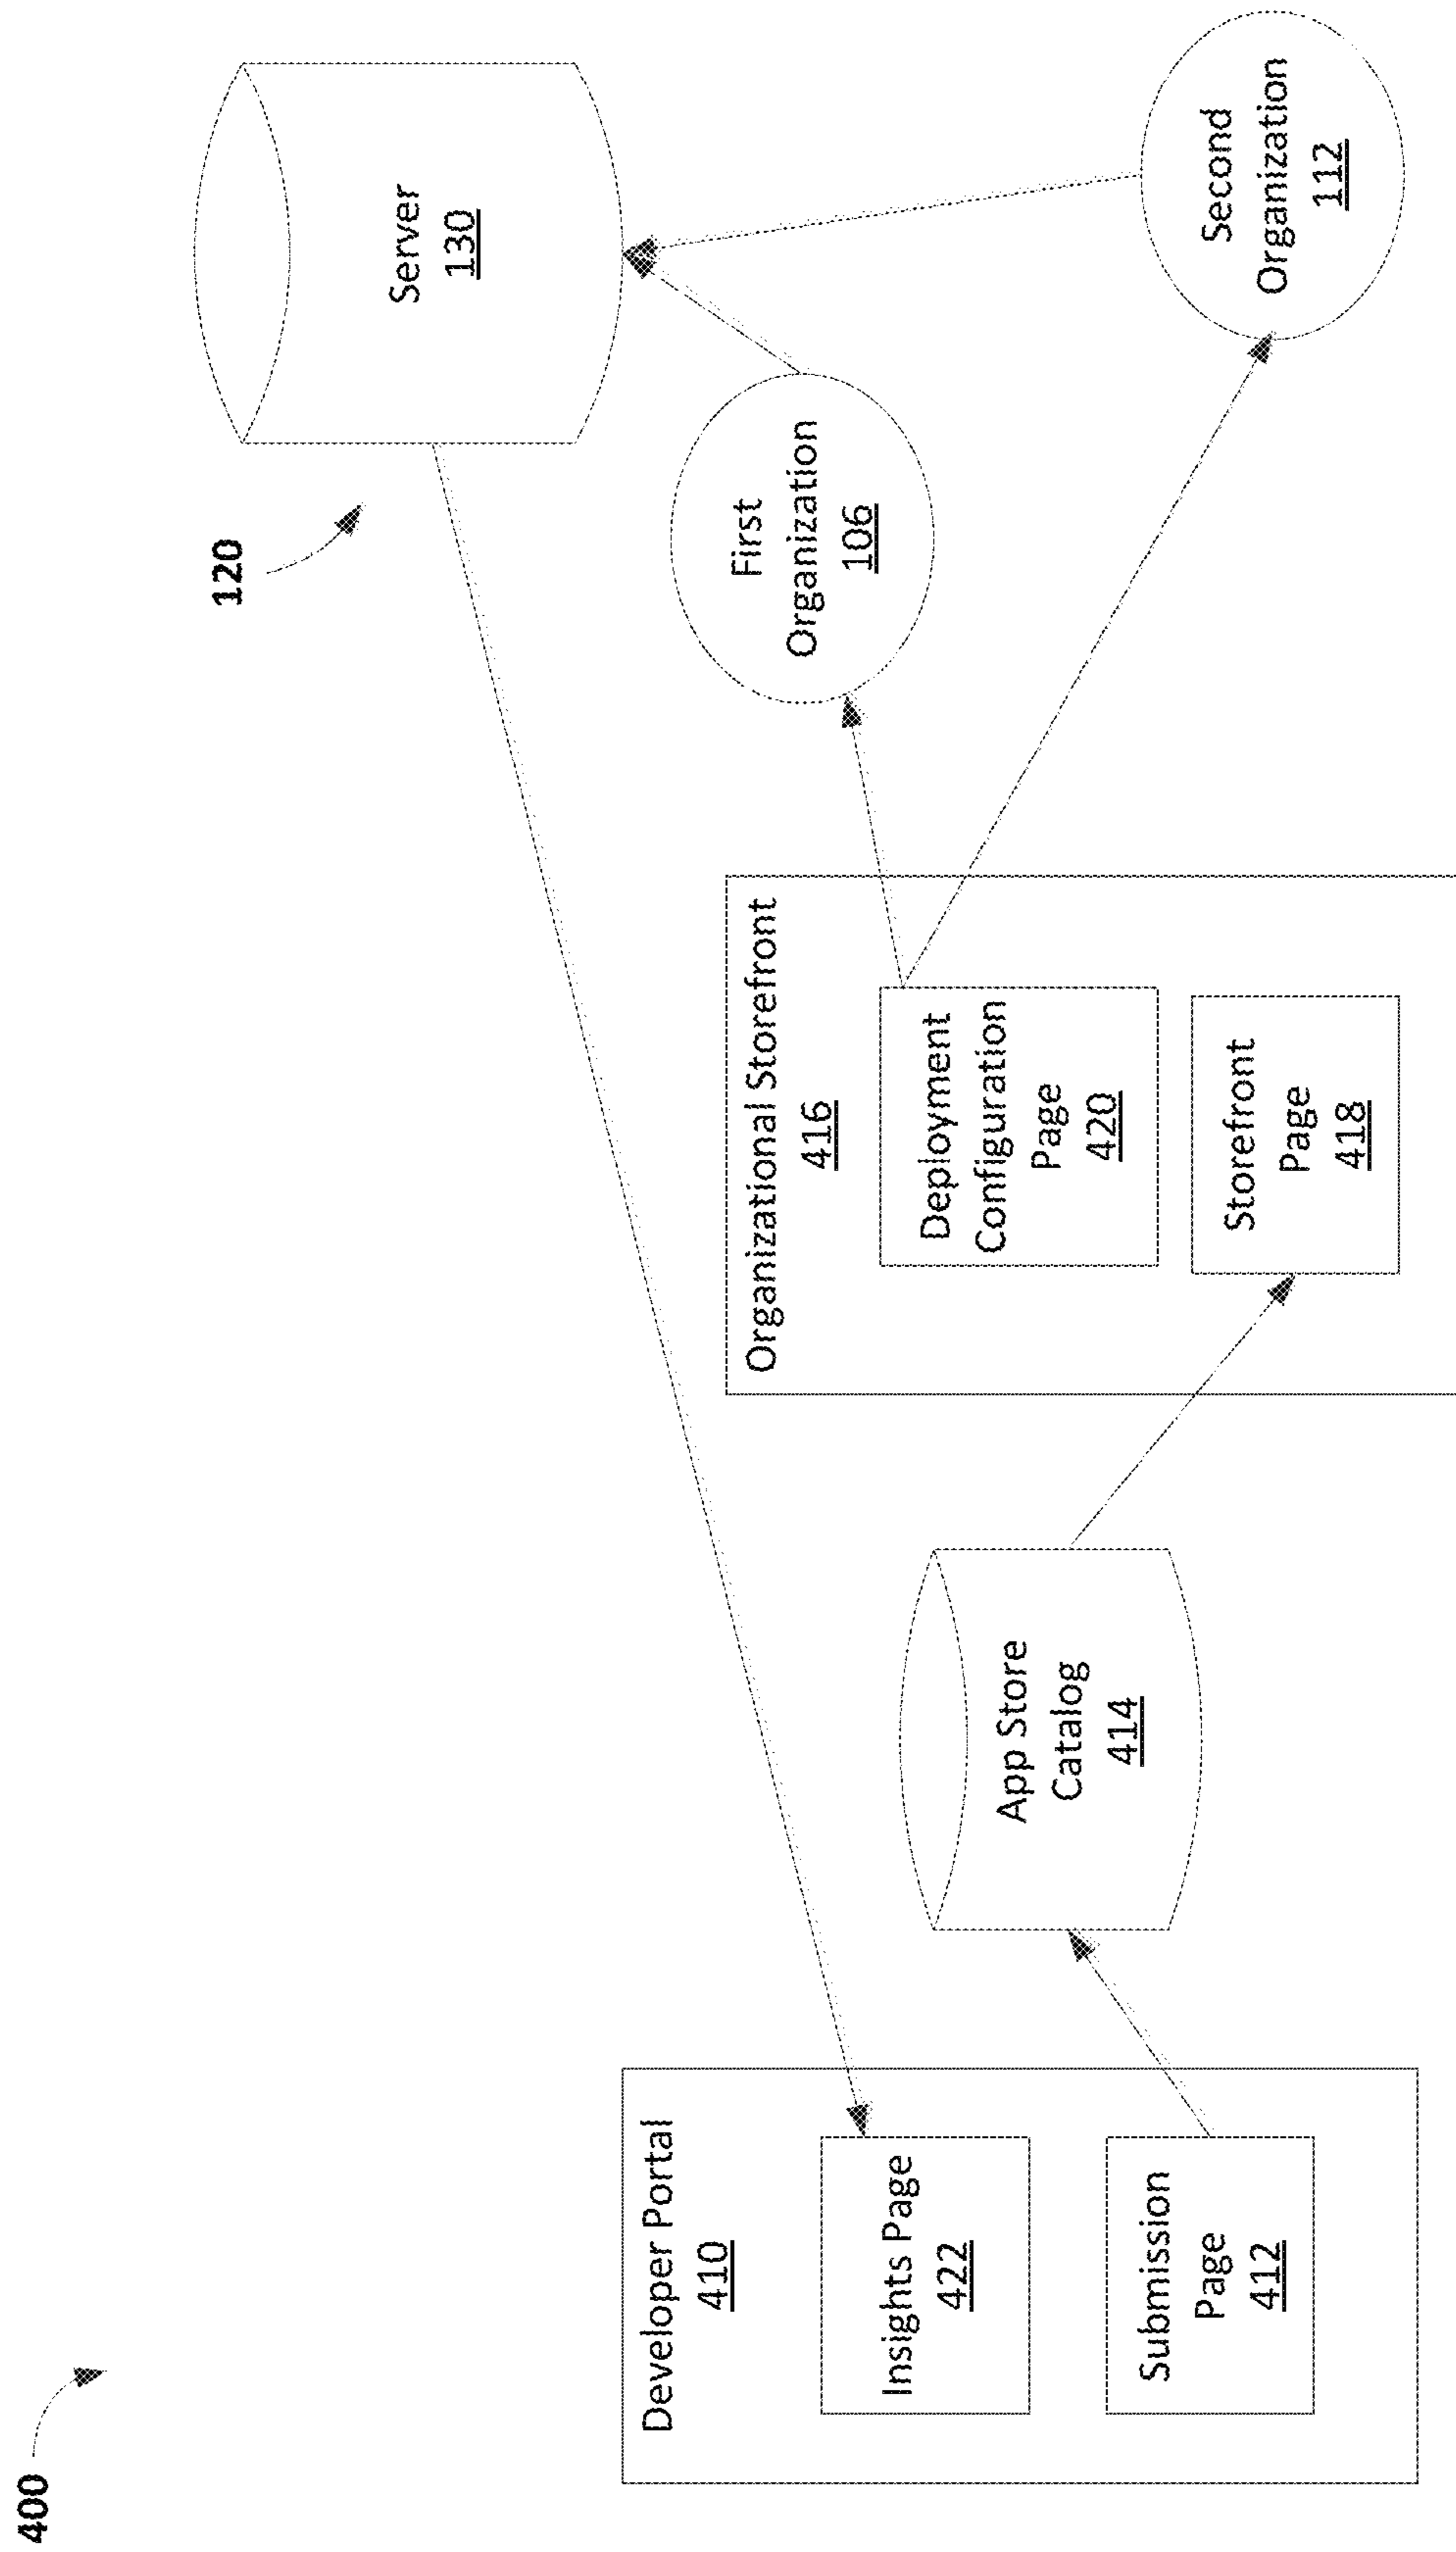 400
120
Server
130
Developer Portal
410
Insights Page
422
Submission
Page
412
App Store
Catalog
414
Organizational Storefront
416
Deployment
Configuration
Page
420
Storefront
Page
418
First
Organization
106
Second
Organization
112